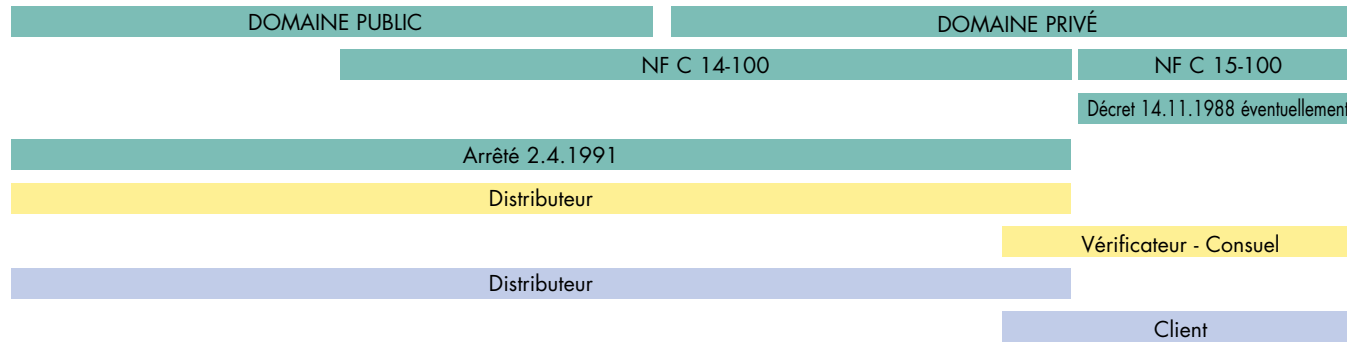 DOMAINE PUBLIC
DOMAINE PRIVÉ
NF C 14-100
NF C 15-100
Décret 14.11.1988 éventuellement
Arrêté 2.4.1991
Distributeur
Vérificateur - Consuel
Distributeur
Client